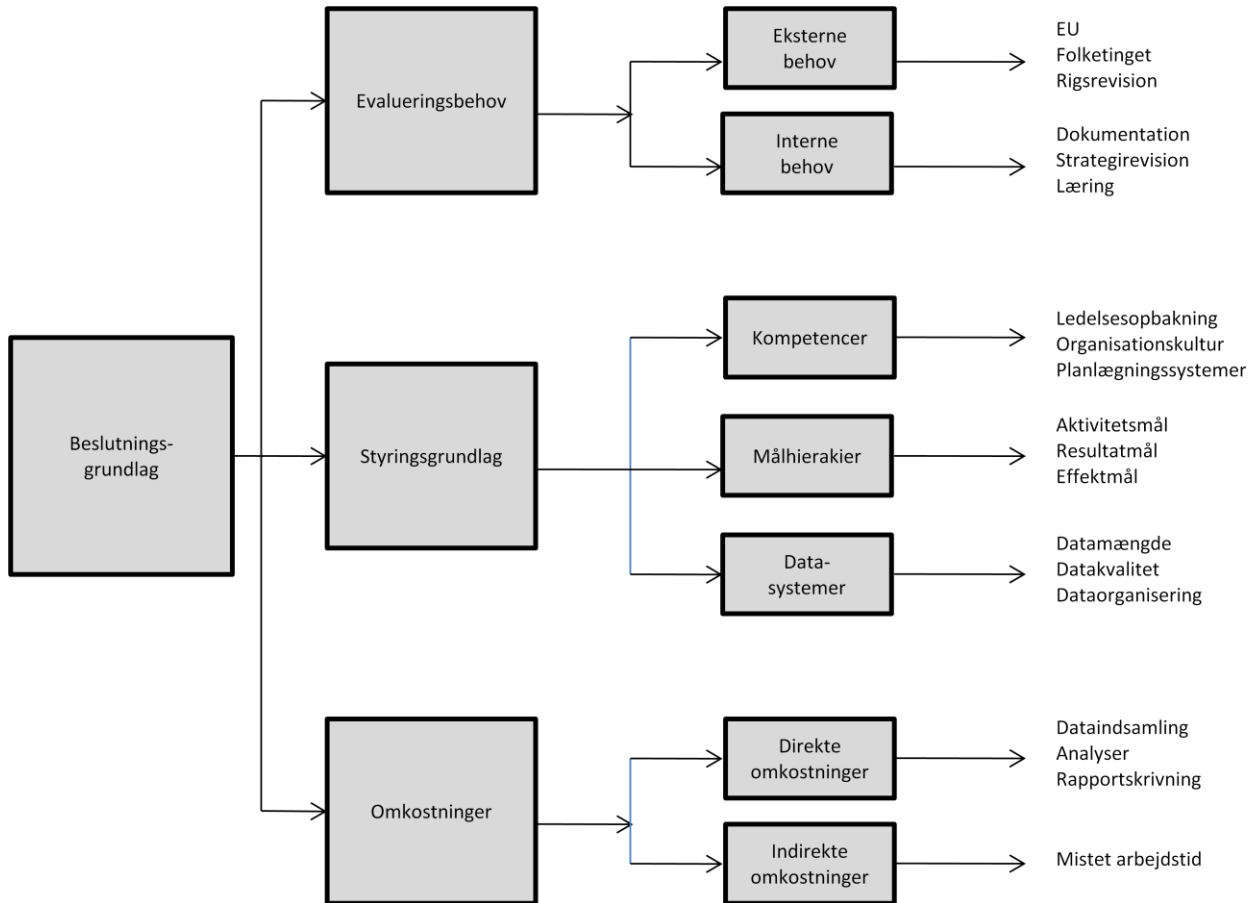 Beslutnings-
grundlag
Evalueringsbehov
Eksterne
behov
EU
Folketinget
Rigsrevision
Interne
behov
Dokumentation
Strategirevision
Læring
Styringsgrundlag
Kompetencer
Ledelsesopbakning
Organisationskultur
Planlægningssystemer
Målhierakier
Aktivitetsmål
Resultatmål
Effektmål
Data-
systemer
Datamængde
Datakvalitet
Dataorganisering
Omkostninger
Direkte
omkostninger
Dataindsamling
Analyser
Rapportskrivning
Indirekte
omkostninger
Mistet arbejdstid